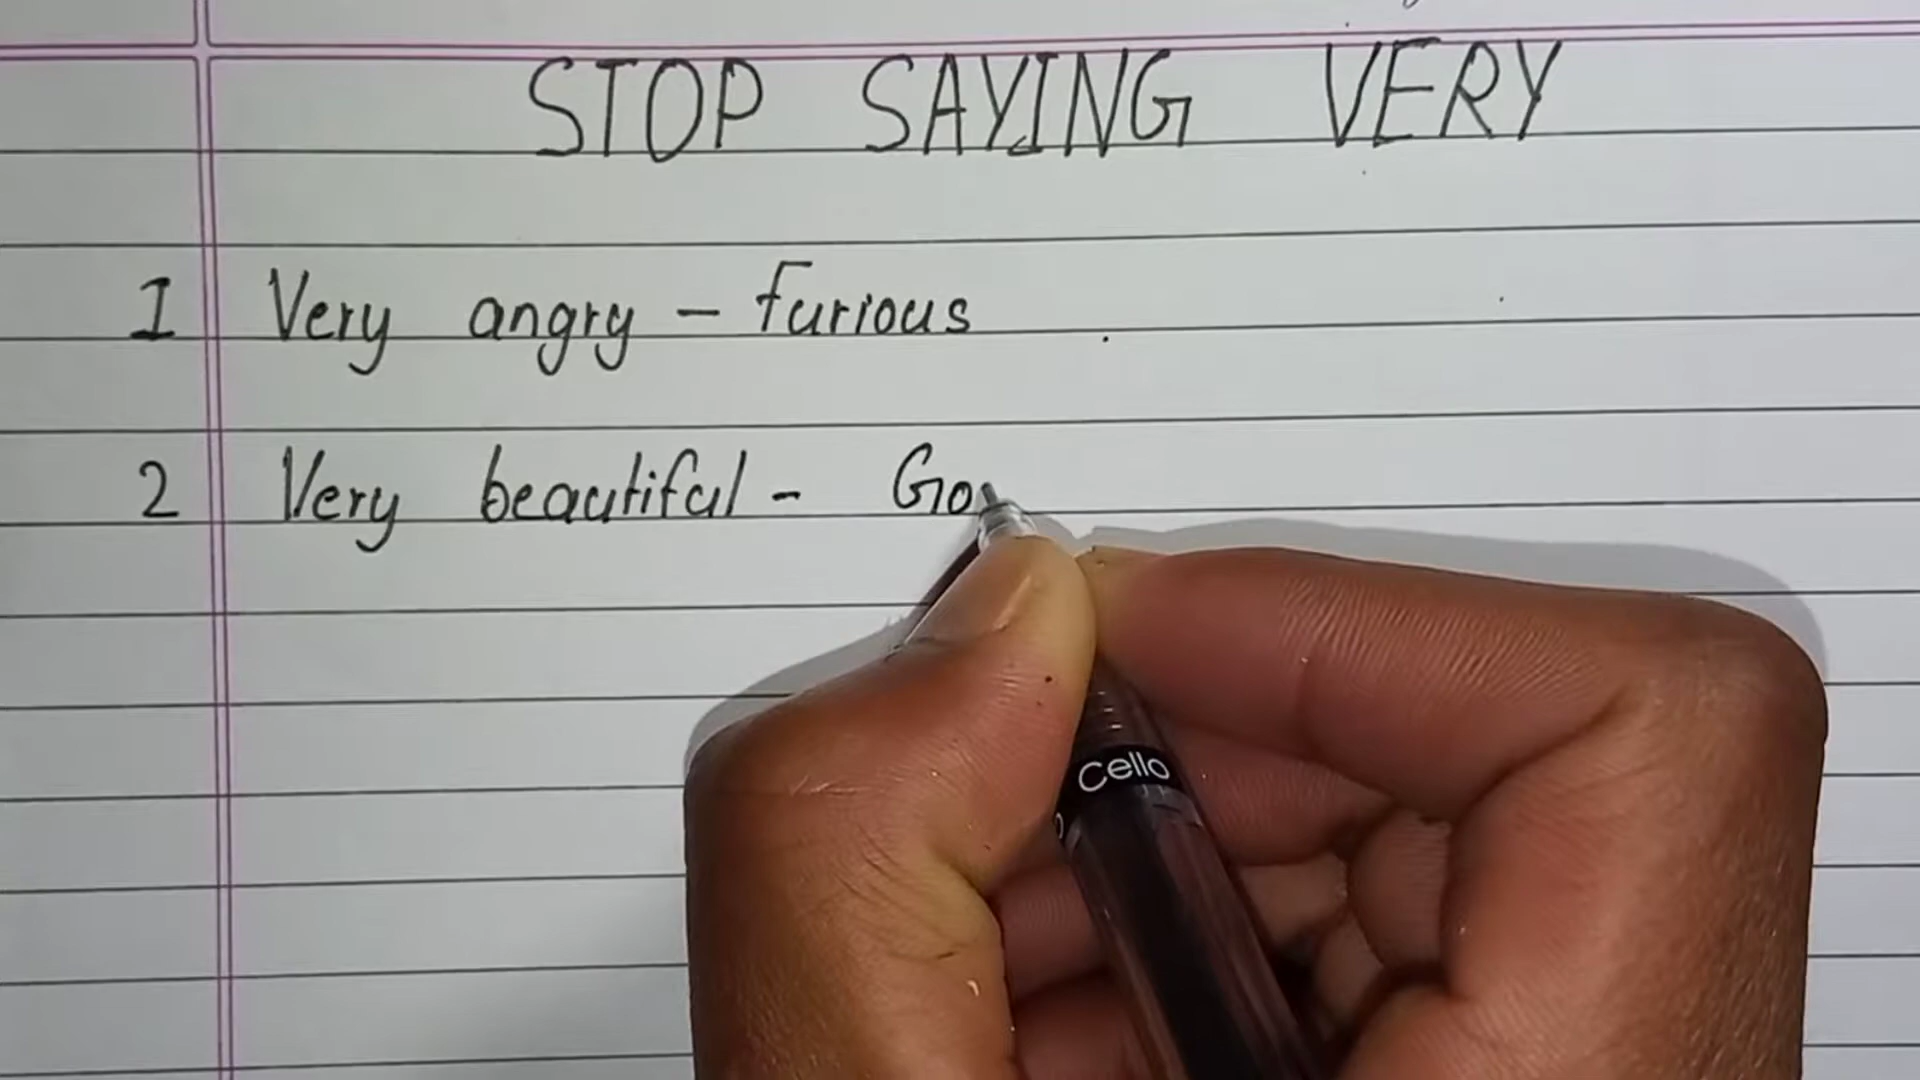 STOP SAYING VERY
1 Very angry - furious
2 Very beautiful - Go
Cello